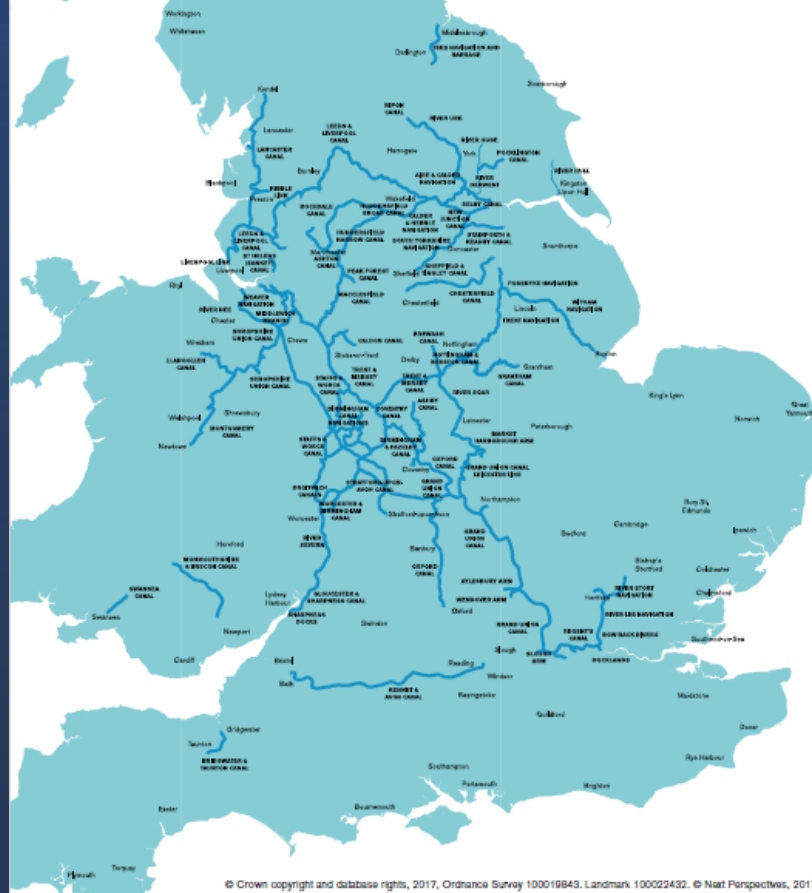 Workington
Whitehaven
Middlesbrough
Darlington
TEES NAVIGATION AND
BARRAGE
Scarborough
Kendal
RIPON
CANAL
RIVER URE
LEEDS &
LIVERPOOL
CANAL
Lancaster
LANCASTER
CANAL
Harrogate
RIVER OUSE
York
POCKLINGTON
CANAL
Burnley
AIRE & CALDER
NAVIGATION
RIVER
DERWENT
RIVER HULL
Kingston
Upon Hull
Blackpool
RIBBLE
LINK
Preston
ROCHDALE
CANAL
Wakefield
HUDDERSFIELD
BROAD CANAL
SELBY CANAL
CALDER
& HEBBLE
NAVIGATION
NEW
JUNCTION
CANAL
LEEDS &
LIVERPOOL
CANAL
HUDDERSFIELD
NARROW CANAL
STAINFORTH &
KEADBY CANAL
SOUTH YORKSHIRE
NAVIGATION
Doncaster
Scunthorpe
Manchester
ASHTON
CANAL
LIVERPOOL LINK
Liverpool
ST HELENS
(SANKEY)
CANAL
PEAK FOREST
CANAL
Sheffield
SHEFFIELD &
TINSLEY CANAL
Rhyl
FOSSDYKE NAVIGATION
WEAVER
NAVIGATION
MACCLESFIELD
CANAL
Chesterfield
CHESTERFIELD
CANAL
RIVER DEE
Chester
MIDDLEWICH
BRANCH
Lincoln
WITHAM
NAVIGATION
TRENT NAVIGATION
SHROPSHIRE
UNION CANAL
Crewe
Wrexham
CALDON CANAL
EREWASH
CANAL
Nottingham
Boston
LLANGOLLEN
CANAL
Stoke-on-Trent
Derby
NOTTINGHAM &
BEESTON CANAL
Grantham
GRANTHAM
CANAL
TRENT &
MERSEY
CANAL
TRENT &
MERSEY
CANAL
SHROPSHIRE
UNION CANAL
STAFFS &
WORCS
CANAL
RIVER SOAR
King's Lynn
ASHBY
CANAL
Great
Yarmouth
Norwich
Welshpool
Shrewsbury
BIRMINGHAM
CANAL
NAVIGATIONS
COVENTRY
CANAL
Leicester
Peterborough
MONTGOMERY
CANAL
MARKET
HARBOROUGH ARM
Newtown
STAFFS &
WORCS
CANAL
BIRMINGHAM
& FAZELEY
CANAL
OXFORD
CANAL
GRAND UNION CANAL
LEICESTER LINE
Coventry
STRATFORD-UPON-
AVON CANAL
GRAND
UNION
CANAL
DROITWICH
CANALS
Northampton
WORCESTER &
BIRMINGHAM
CANAL
Worcester
Stratford-upon-Avon
Bury St.
Edmunds
Cambridge
Ipswich
Bedford
GRAND
UNION
CANAL
Hereford
RIVER
SEVERN
Banbury
MONMOUTHSHIRE
& BRECON CANAL
Bishop's
Stortford
Colchester
OXFORD
CANAL
AYLESBURY ARM
SWANSEA
CANAL
Lydney
Harbour
GLOUCESTER &
SHARPNESS CANAL
WENDOVER ARM
Hertford
RIVER STORT
NAVIGATION
Chelmsford
Swansea
SHARPNESS
DOCKS
Oxford
RIVER LEE NAVIGATION
Swindon
GRAND UNION
CANAL
REGENT'S
CANAL
BOW BACK RIVERS
Newport
Southend-on-Sea
Slough
SLOUGH
ARM
DOCKLANDS
Cardiff
Bristol
Reading
Windsor
Bath
KENNET &
AVON CANAL
Basingstoke
Maidstone
Guildford
Bridgwater
Dover
Taunton
BRIDGWATER &
TAUNTON CANAL
Rye Harbour
Southampton
Portsmouth
Brighton
Exeter
Bournemouth
Torquay
Plymouth
© Crown copyright and database rights, 2017, Ordnance Survey 100019843. Landmark 100022432. © Next Perspectives, 201